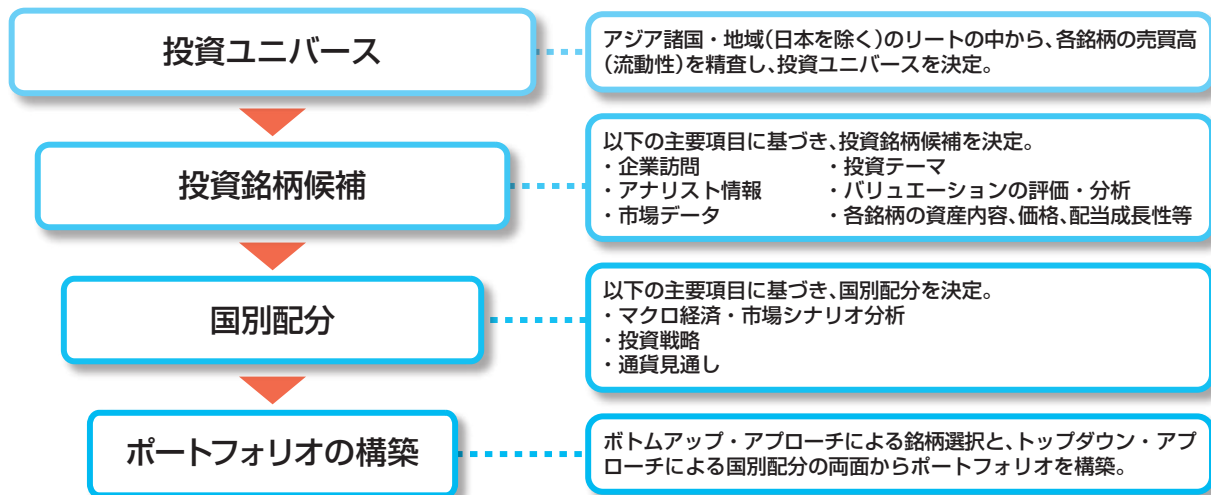 投資ユニバース
アジア諸国・地域(日本を除く)のリートの中から、各銘柄の売買高
(流動性)を精査し、投資ユニバースを決定。
投資銘柄候補
以下の主要項目に基づき、投資銘柄候補を決定。
・企業訪問 ・投資テーマ
・アナリスト情報 ・バリュエーションの評価・分析
・市場データ ・各銘柄の資産内容、価格、配当成長性等
国別配分
以下の主要項目に基づき、国別配分を決定。
・マクロ経済・市場シナリオ分析
・投資戦略
・通貨見通し
ポートフォリオの構築
ボトムアップ・アプローチによる銘柄選択と、トップダウン・アプ
ローチによる国別配分の両面からポートフォリオを構築。